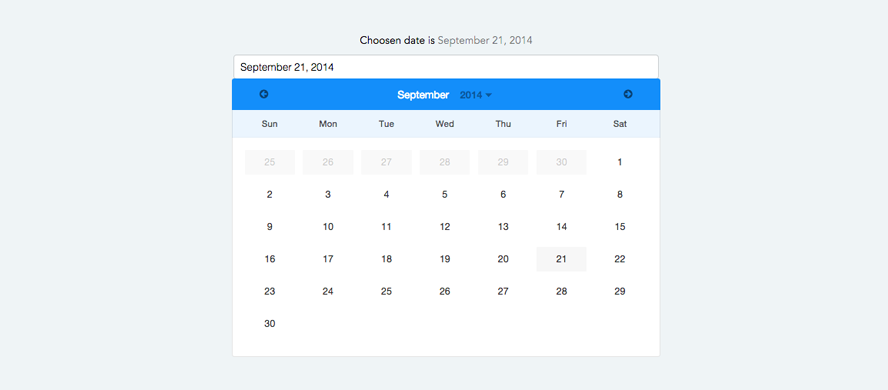 Choosen date is September 21, 2014
September 21, 2014
September 2014
Sun Mon Tue Wed Thu Fri Sat
25 26 27 28 29 30 1
2 3 4 5 6 7 8
9 10 11 12 13 14 15
16 17 18 19 20 21 22
23 24 25 26 27 28 29
30